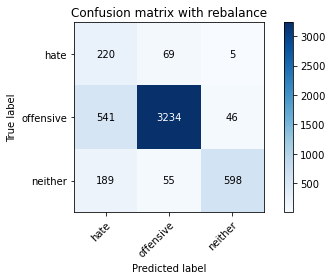 Confusion matrix with rebalance
True label
hate 220 69 5
offensive 541 3234 46
neither 189 55 598
hate offensive neither
Predicted label
3000
2500
2000
1500
1000
500